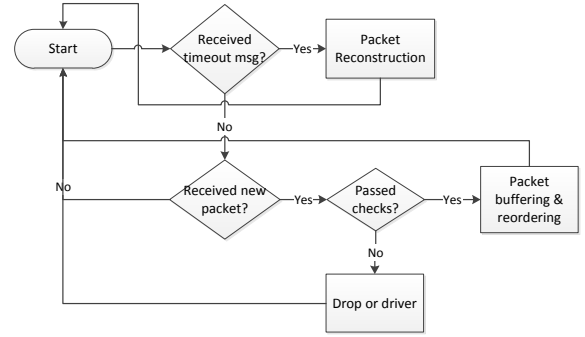 Start
Received
timeout msg?
Yes
Packet
Reconstruction
No
Received new
packet?
Yes
Passed
checks?
Yes
Packet
buffering &
reordering
No
No
Drop or driver